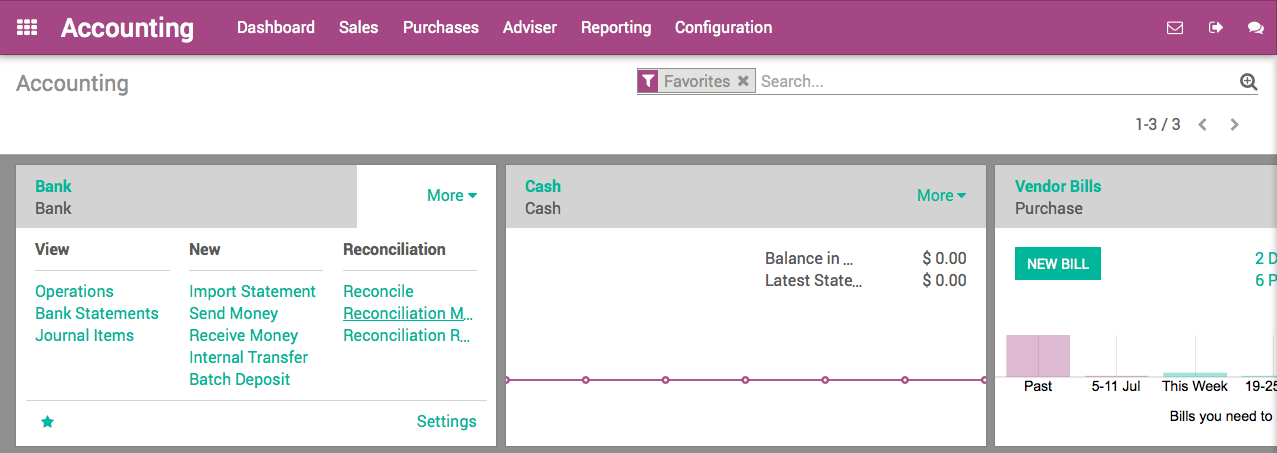 Accounting Dashboard Sales Purchases Adviser Reporting Configuration
Accounting
Favorites Search...
1-3 / 3
Bank
Bank
More
View
Operations
Bank Statements
Journal Items
New
Import Statement
Send Money
Receive Money
Internal Transfer
Batch Deposit
Reconciliation
Reconcile
Reconciliation M...
Reconciliation R...
Settings
Cash
Cash
More
Balance in ... $ 0.00
Latest State... $ 0.00
Vendor Bills
Purchase
NEW BILL
2 D
6 P
Past 5-11 Jul This Week 19-25
Bills you need to